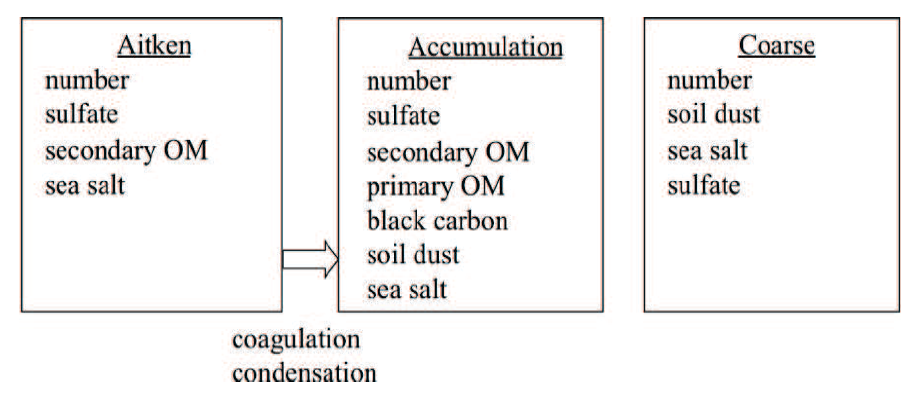 Aitken
number
sulfate
secondary OM
sea salt
Accumulation
number
sulfate
secondary OM
primary OM
black carbon
soil dust
sea salt
Coarse
number
soil dust
sea salt
sulfate
coagulation
condensation